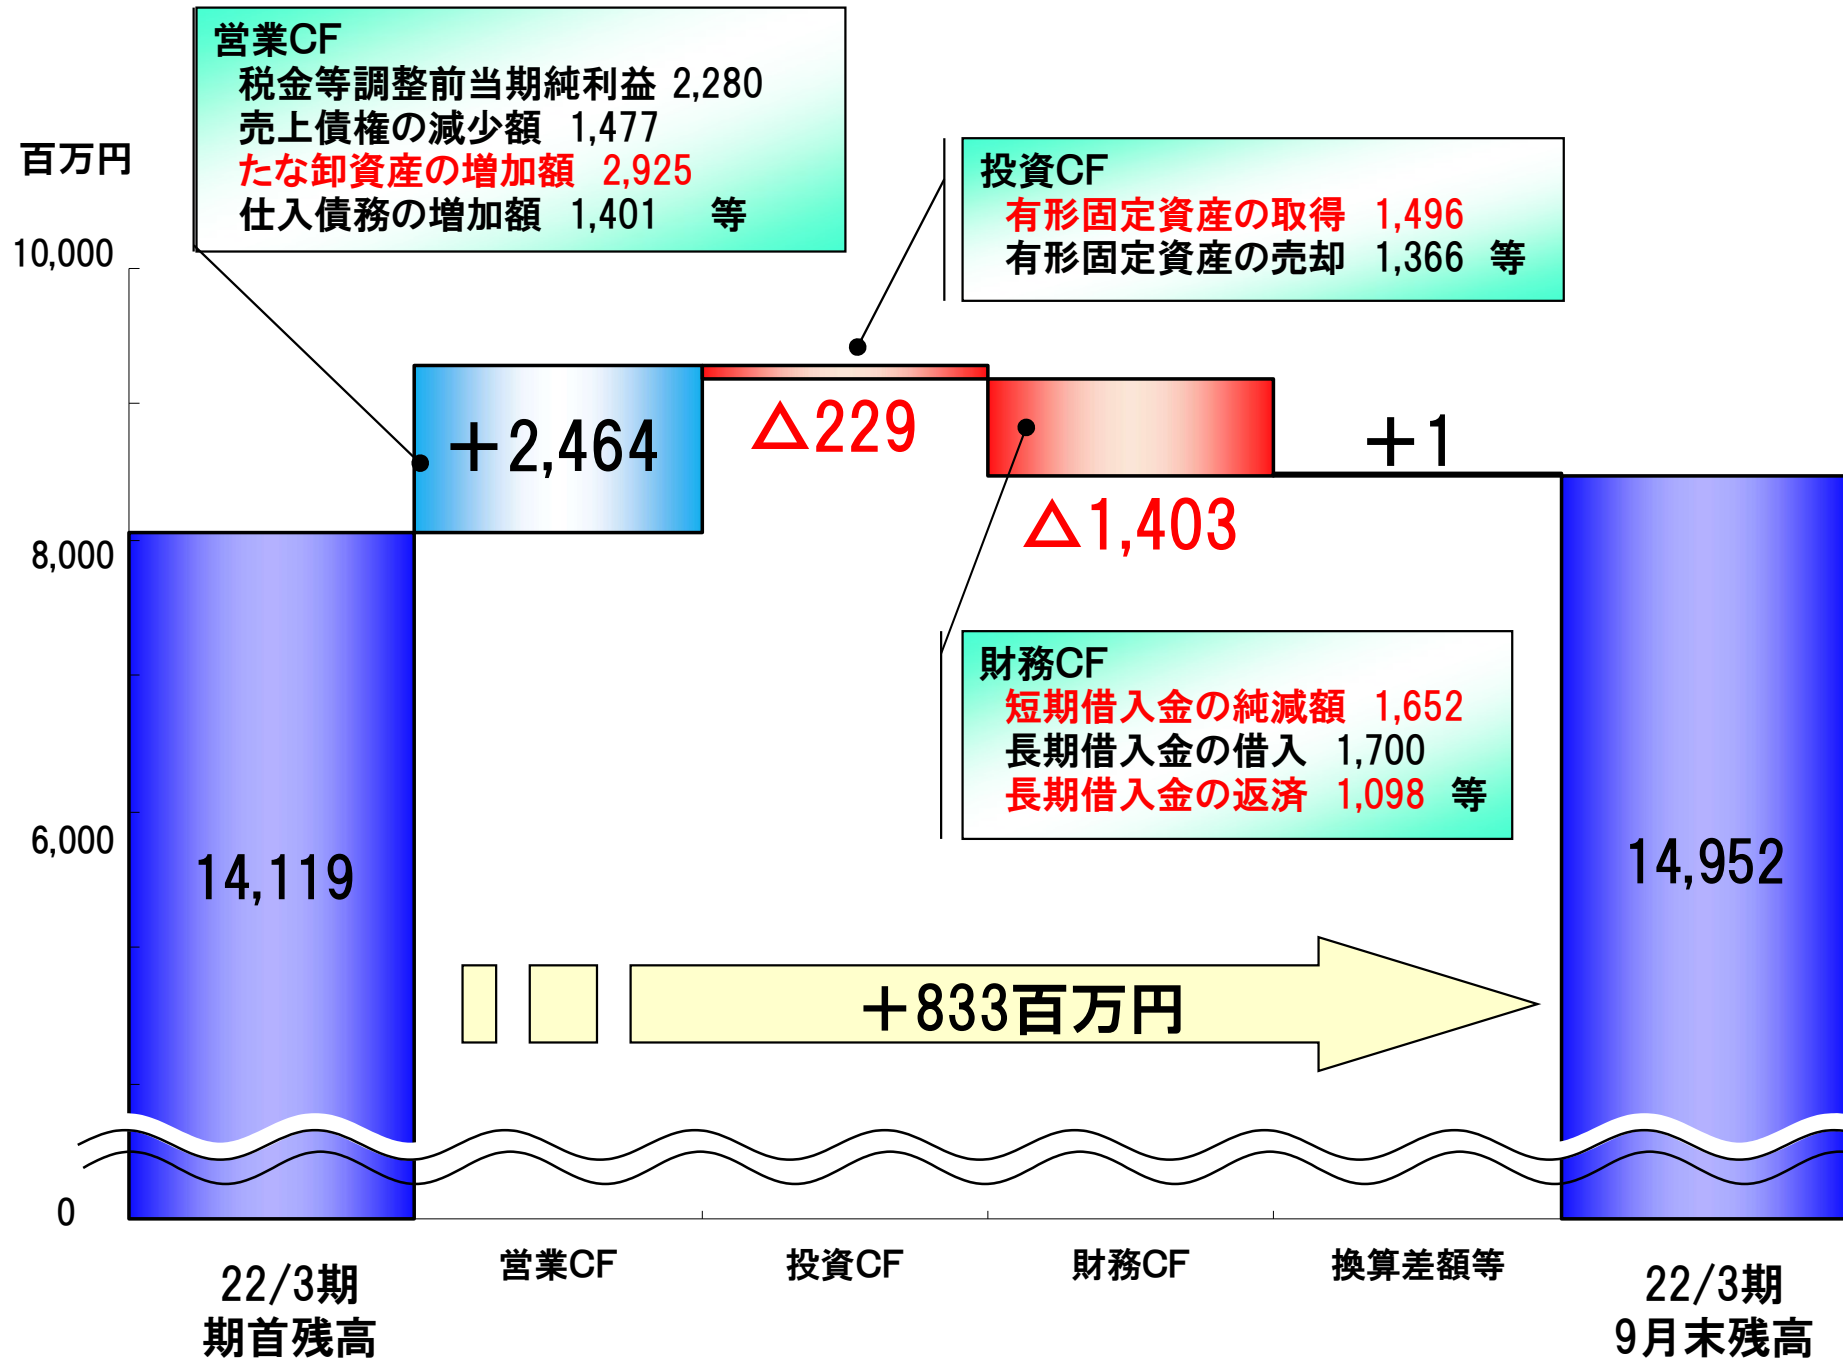 営業CF
税金等調整前当期純利益 2,280
売上債権の減少額 1,477
たな卸資産の増加額 2,925
仕入債務の増加額 1,401 等
百万円
投資CF
有形固定資産の取得 1,496
有形固定資産の売却 1,366 等
10,000
8,000
6,000
0
+2,464
△229
△1,403
+1
財務CF
短期借入金の純減額 1,652
長期借入金の借入 1,700
長期借入金の返済 1,098 等
14,119
14,952
+833百万円
22/3期
期首残高
営業CF
投資CF
財務CF
換算差額等
22/3期
9月末残高